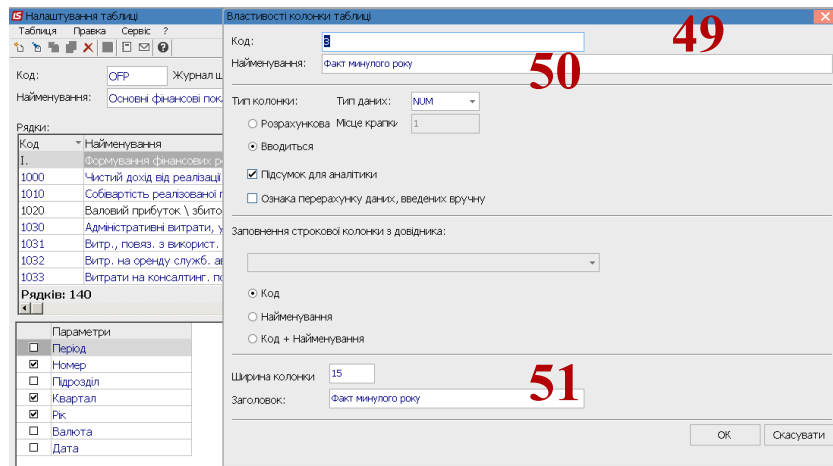 Налаштування таблиці
Таблиця Правка Сервіс ?
Код: OFP Журнал ш
Найменування: Основні фінансові пок
Рядки:
Код Найменування
I. Формування фінансових р
1000 Чистий дохід від реалізації
1010 Собівартість реалізованої г
1020 Валовий прибуток \ збито
1030 Адміністративні витрати, у
1031 Витр., повяз. з використ.
1032 Витр. на оренду служб. ав
1033 Витрати на консалтинг. по
Рядків: 140
Параметри
Період
Номер
Підрозділ
Квартал
Рік
Валюта
Дата
Властивості колонки таблиці
Код: 3
49
Найменування: Факт минулого року
50
Тип колонки: Тип даних: NUM
Розрахункова Місце крапки 1
Вводиться
Підсумок для аналітики
Ознака перерахунку даних, введених вручну
Заповнення строкової колонки з довідника:
Код
Найменування
Код + Найменування
Ширина колонки 15
51
Заголовок: Факт минулого року
ОК Скасувати